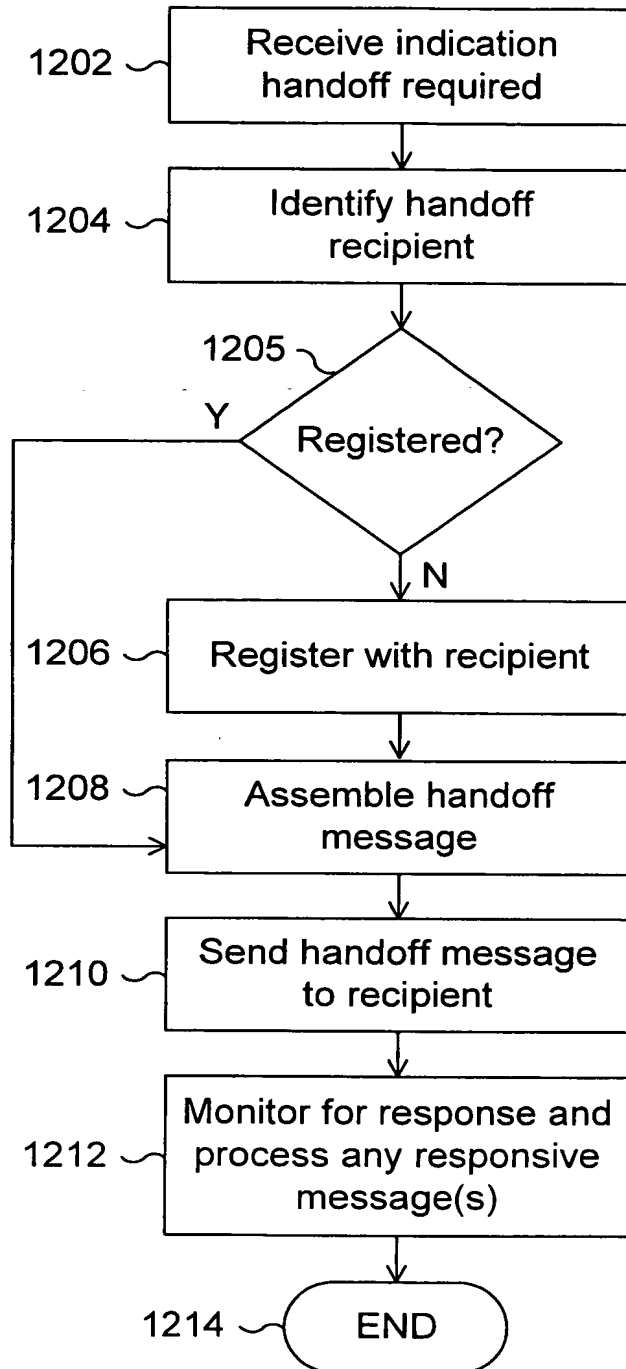 1202
Receive indication
handoff required
1204
Identify handoff
recipient
1205
Y
Registered?
N
1206
Register with recipient
1208
Assemble handoff
message
1210
Send handoff message
to recipient
1212
Monitor for response and
process any responsive
message(s)
1214
END